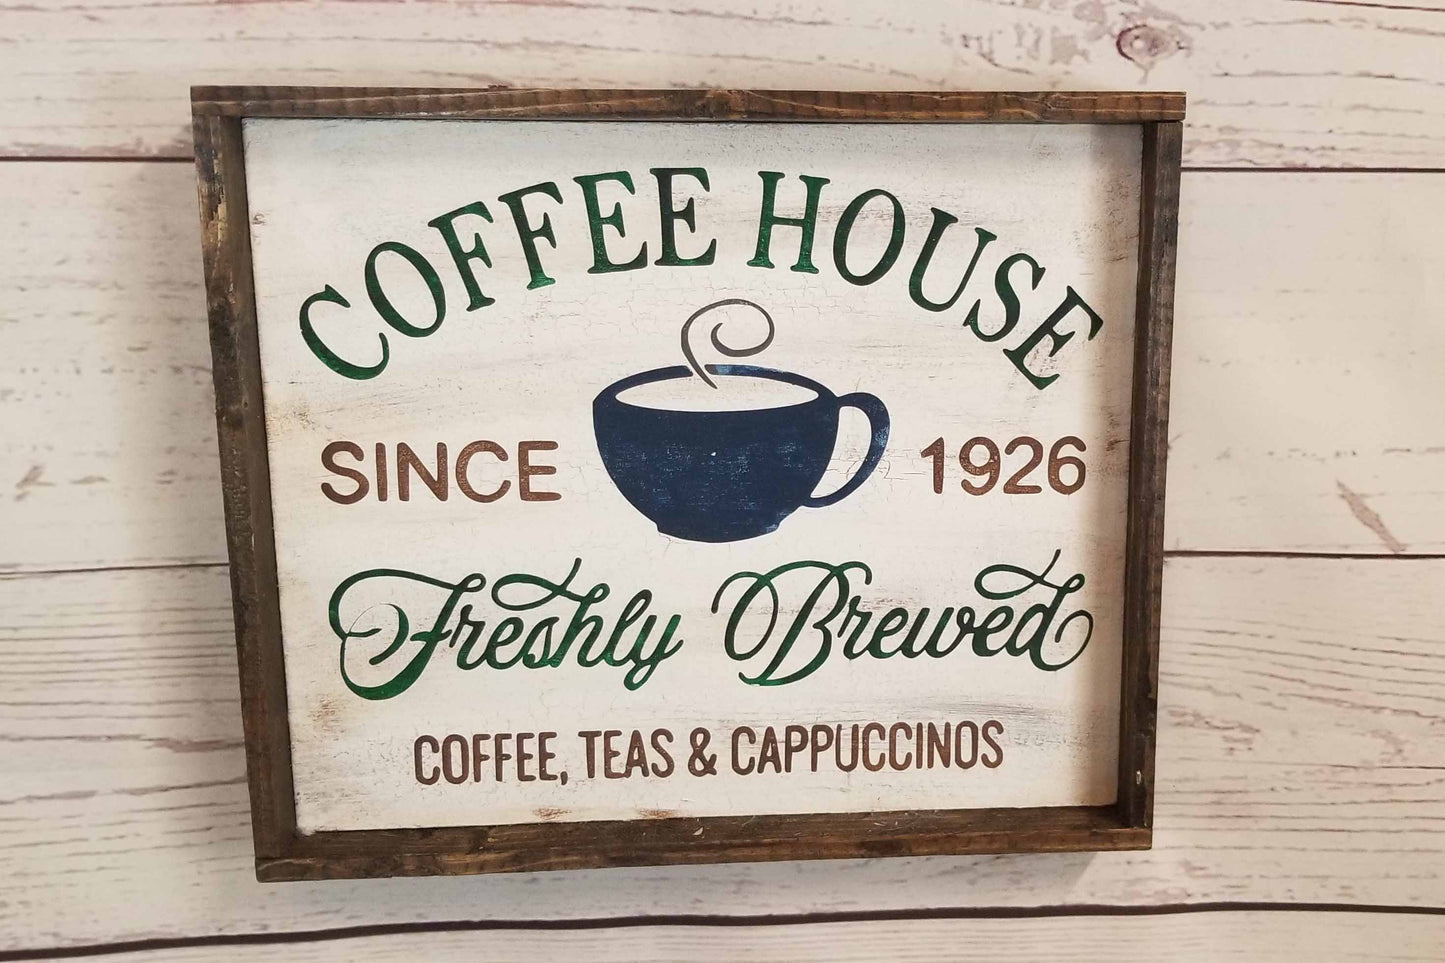 COFFEE HOUSE
SINCE 1926
Freshly Brewed
COFFEE, TEAS & CAPPUCCINOS